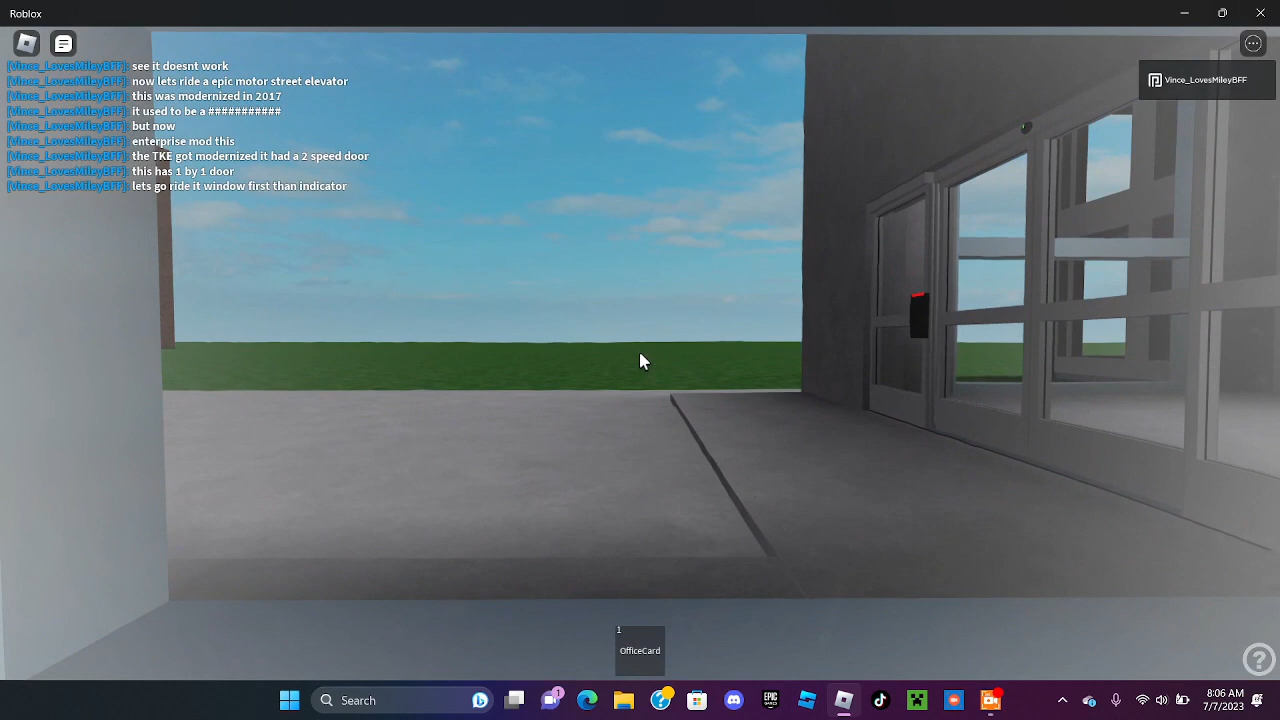 Roblox
[Vince_LovesMileyBFF]: see it doesnt work
[Vince_LovesMileyBFF]: now lets ride a epic motor street elevator
[Vince_LovesMileyBFF]: this was modernized in 2017
[Vince_LovesMileyBFF]: it used to be a ###########
[Vince_LovesMileyBFF]: but now
[Vince_LovesMileyBFF]: enterprise mod this
[Vince_LovesMileyBFF]: the TKE got modernized it had a 2 speed door
[Vince_LovesMileyBFF]: this has 1 by 1 door
[Vince_LovesMileyBFF]: lets go ride it window first than indicator
Vince_LovesMileyBFF
1
OfficeCard
?
Search
1
EPIC
GAMES
8:06 AM
7/7/2023